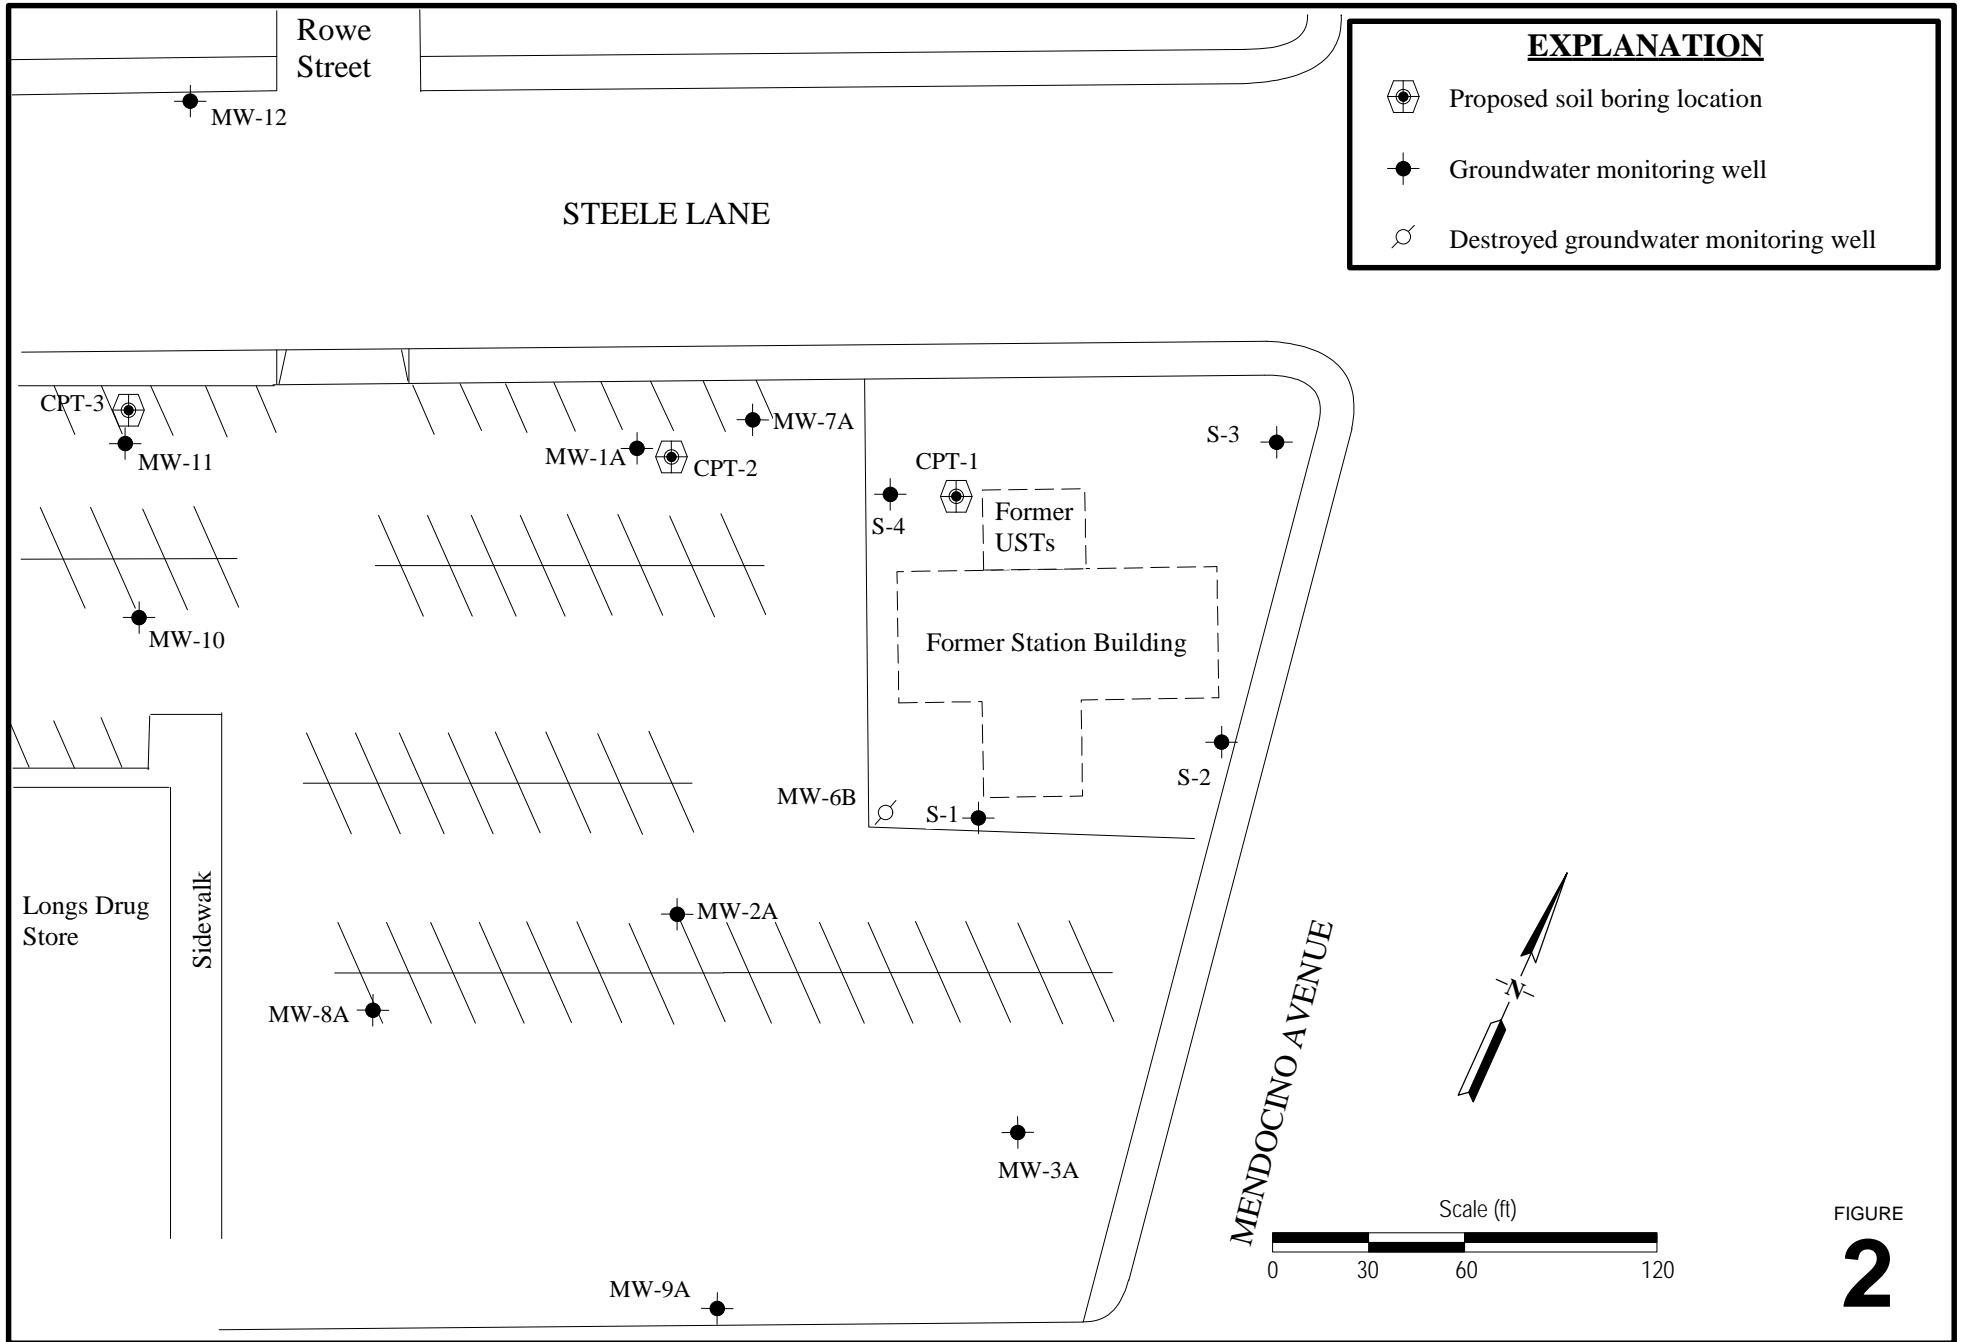 Rowe
Street
EXPLANATION
Proposed soil boring location
Groundwater monitoring well
Destroyed groundwater monitoring well
MW-12
STEELE LANE
CPT-3
MW-11
MW-1A
CPT-2
MW-7A
S-3
CPT-1
S-4
Former
USTs
MW-10
Former Station Building
S-2
MW-6B
S-1
Longs Drug
Store
Sidewalk
MW-2A
MW-8A
MENDOCINO AVENUE
N
MW-3A
Scale (ft)
0 30 60 120
FIGURE
2
MW-9A